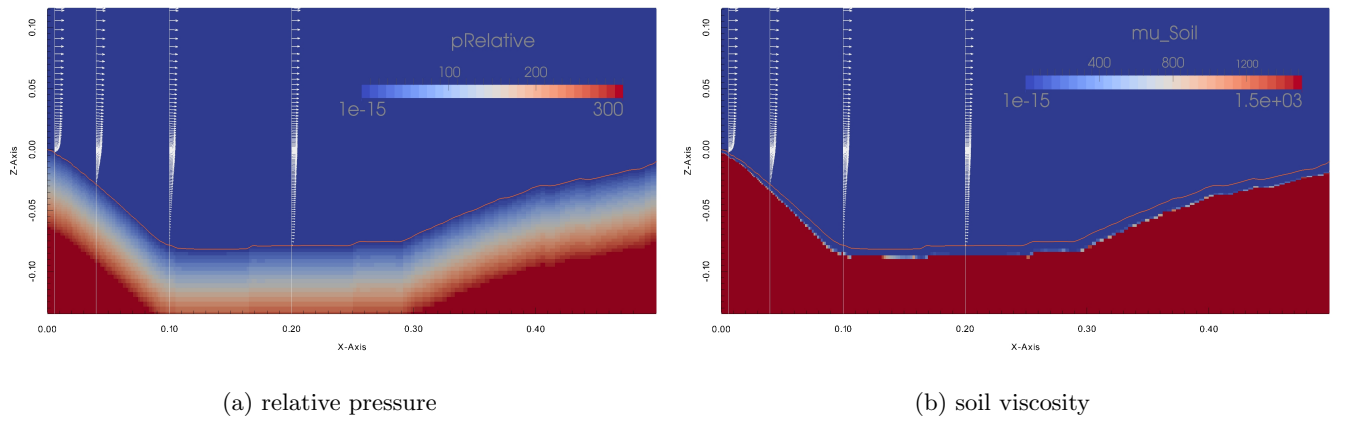 0.10
0.05
0.00
-0.05
-0.10
Z-Axis
pRelative
100 200
1e-15 300
0.00 0.10 0.20 0.30 0.40
X-Axis
(a) relative pressure
0.10
0.05
0.00
-0.05
-0.10
Z-Axis
mu_Soil
400 800 1200
1e-15 1.5e+03
0.00 0.10 0.20 0.30 0.40
X-Axis
(b) soil viscosity